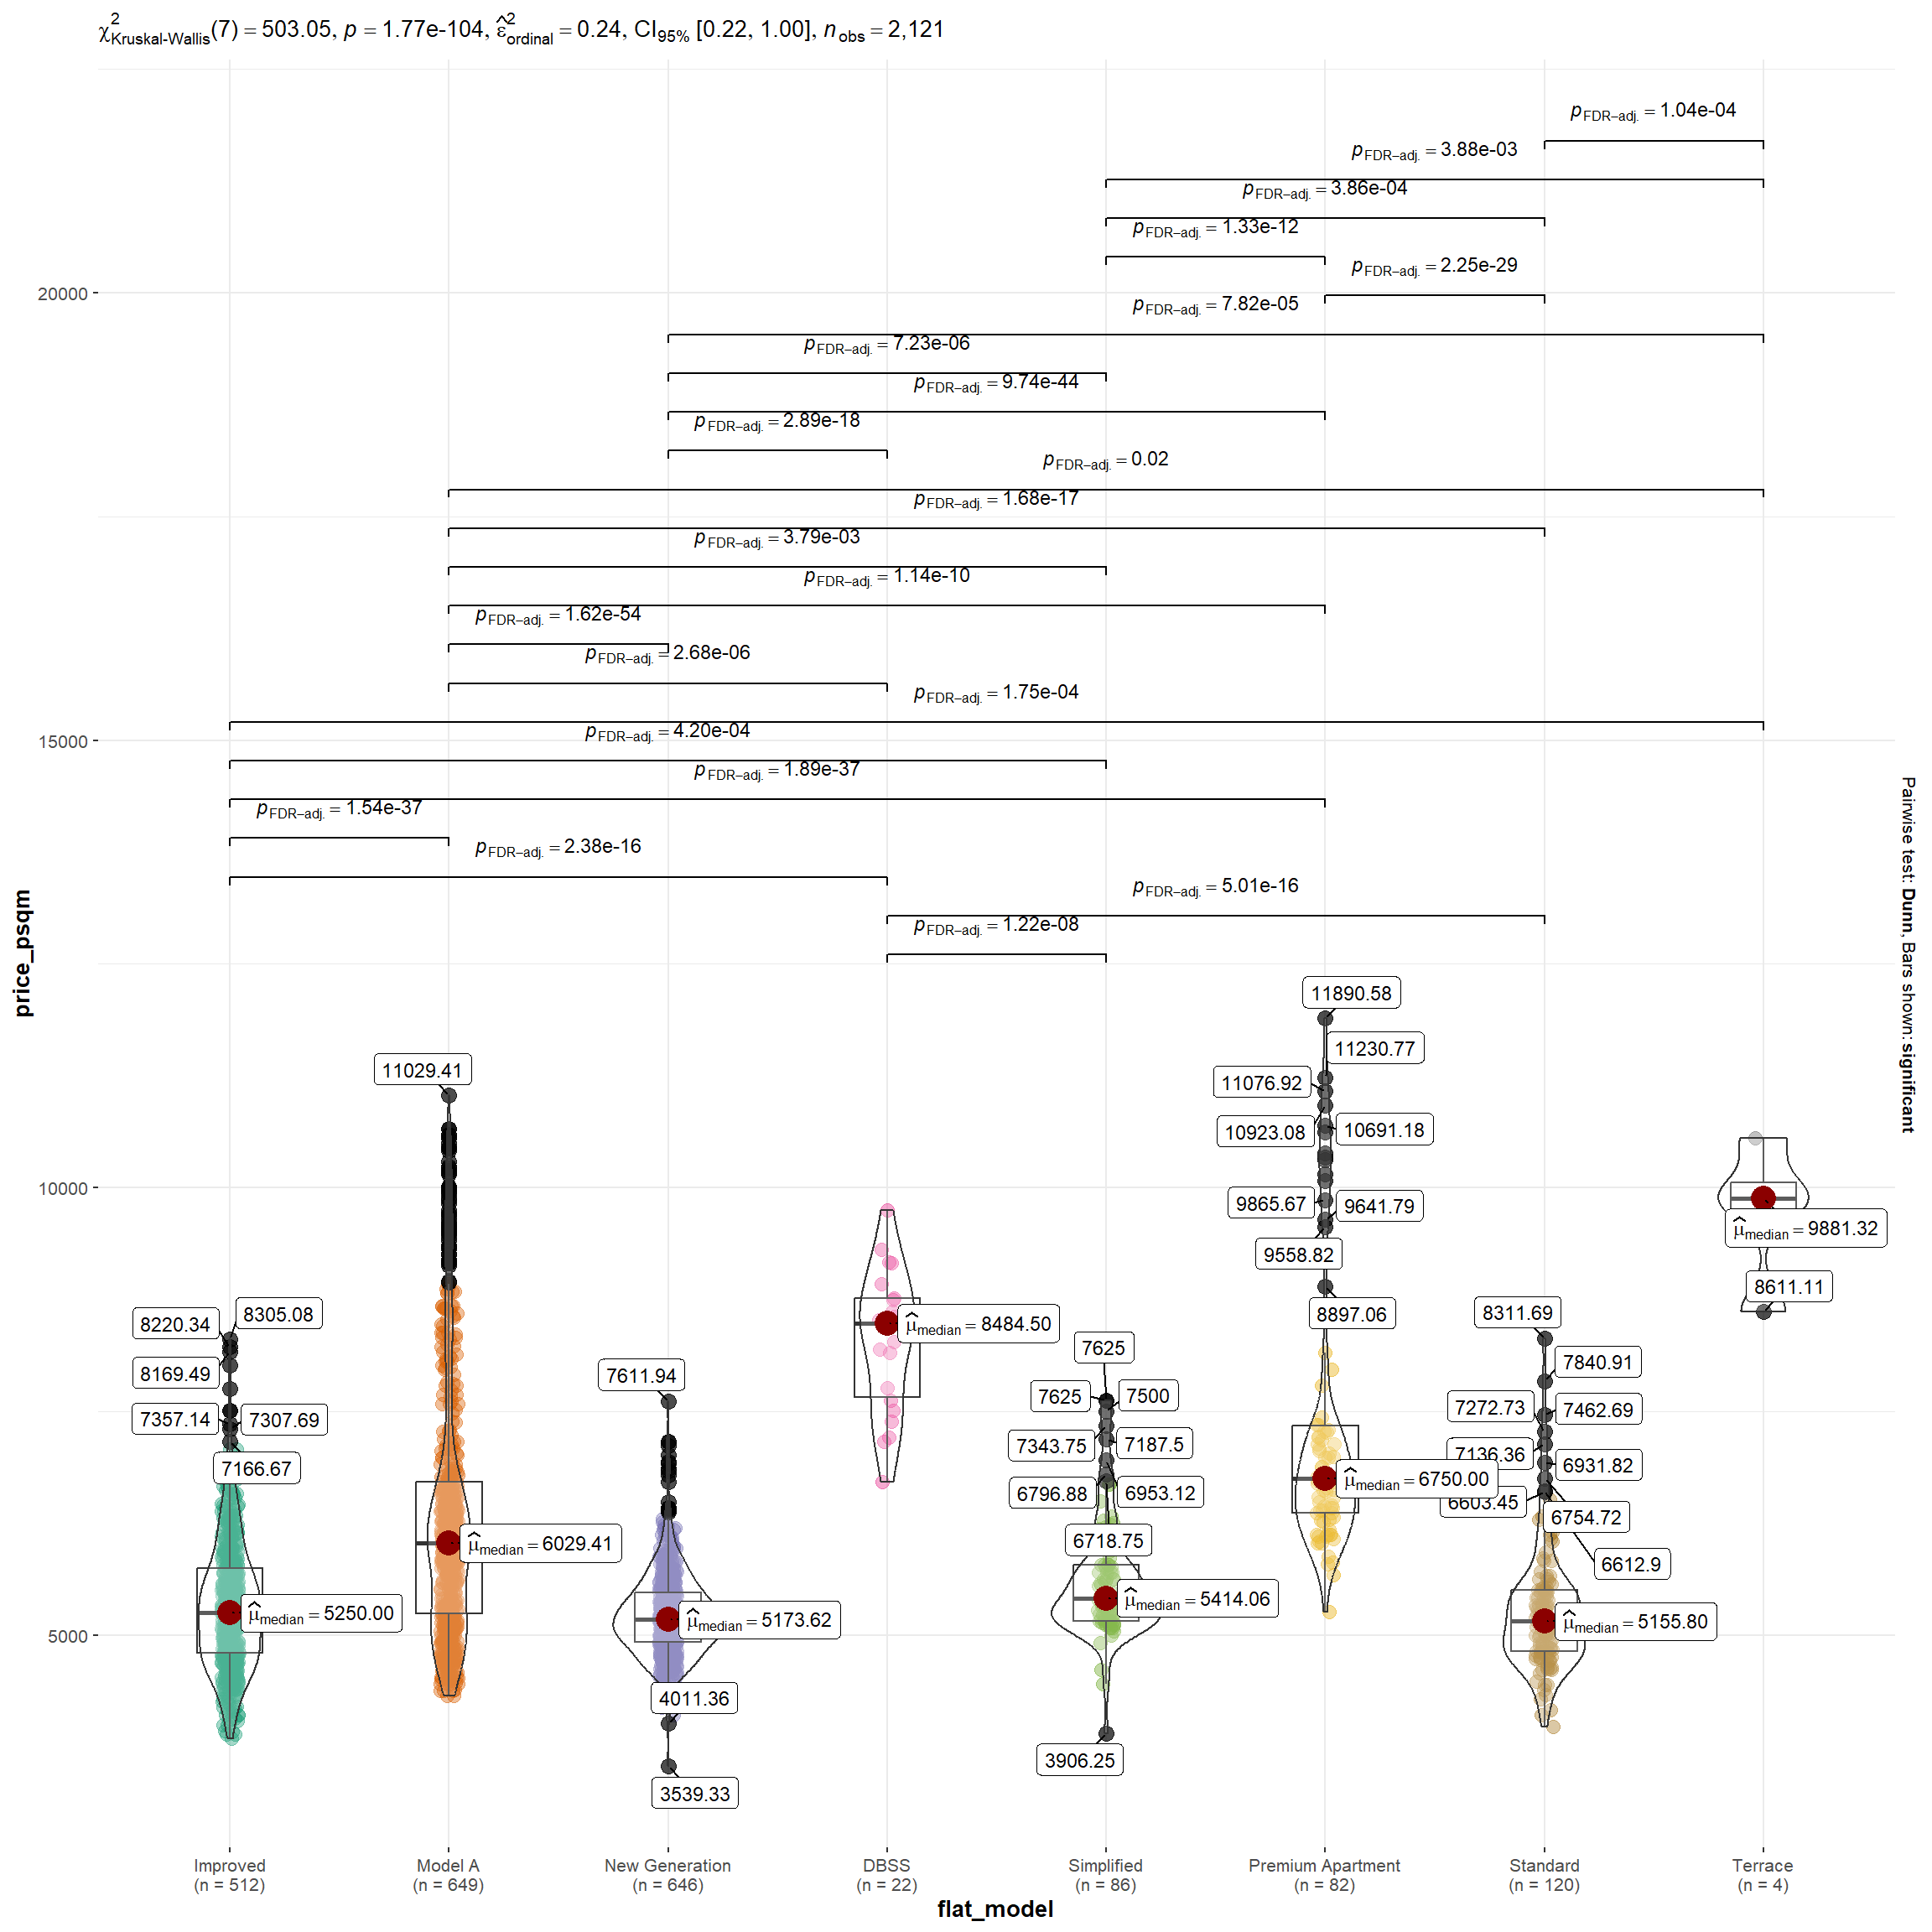 χ²Kruskal-Wallis(7) = 503.05, p = 1.77e-104, ε̂²ordinal = 0.24, CI95% [0.22, 1.00], nobs = 2,121
pFDR–adj. = 1.04e-04
pFDR–adj. = 3.88e-03
pFDR–adj. = 3.86e-04
pFDR–adj. = 1.33e-12
pFDR–adj. = 2.25e-29
20000
pFDR–adj. = 7.82e-05
pFDR–adj. = 7.23e-06
pFDR–adj. = 9.74e-44
pFDR–adj. = 2.89e-18
pFDR–adj. = 0.02
pFDR–adj. = 1.68e-17
pFDR–adj. = 3.79e-03
pFDR–adj. = 1.14e-10
pFDR–adj. = 1.62e-54
pFDR–adj. = 2.68e-06
pFDR–adj. = 1.75e-04
pFDR–adj. = 4.20e-04
15000
pFDR–adj. = 1.89e-37
pFDR–adj. = 1.54e-37
pFDR–adj. = 2.38e-16
pFDR–adj. = 5.01e-16
pFDR–adj. = 1.22e-08
price_psqm
Pairwise test: Dunn, Bars shown: significant
11890.58
11230.77
11029.41
11076.92
10923.08
10691.18
10000
9865.67
9641.79
μ̂median = 9881.32
9558.82
8611.11
8897.06
8311.69
8305.08
8220.34
μ̂median = 8484.50
7625
7840.91
8169.49
7611.94
7625
7500
7272.73
7462.69
7357.14
7307.69
7343.75
7187.5
7136.36
6931.82
7166.67
μ̂median = 6750.00
6796.88
6953.12
6603.45
6754.72
μ̂median = 6029.41
6718.75
6612.9
μ̂median = 5250.00
μ̂median = 5173.62
μ̂median = 5414.06
μ̂median = 5155.80
5000
4011.36
3906.25
3539.33
Improved
(n = 512)
Model A
(n = 649)
New Generation
(n = 646)
DBSS
(n = 22)
Simplified
(n = 86)
Premium Apartment
(n = 82)
Standard
(n = 120)
Terrace
(n = 4)
flat_model